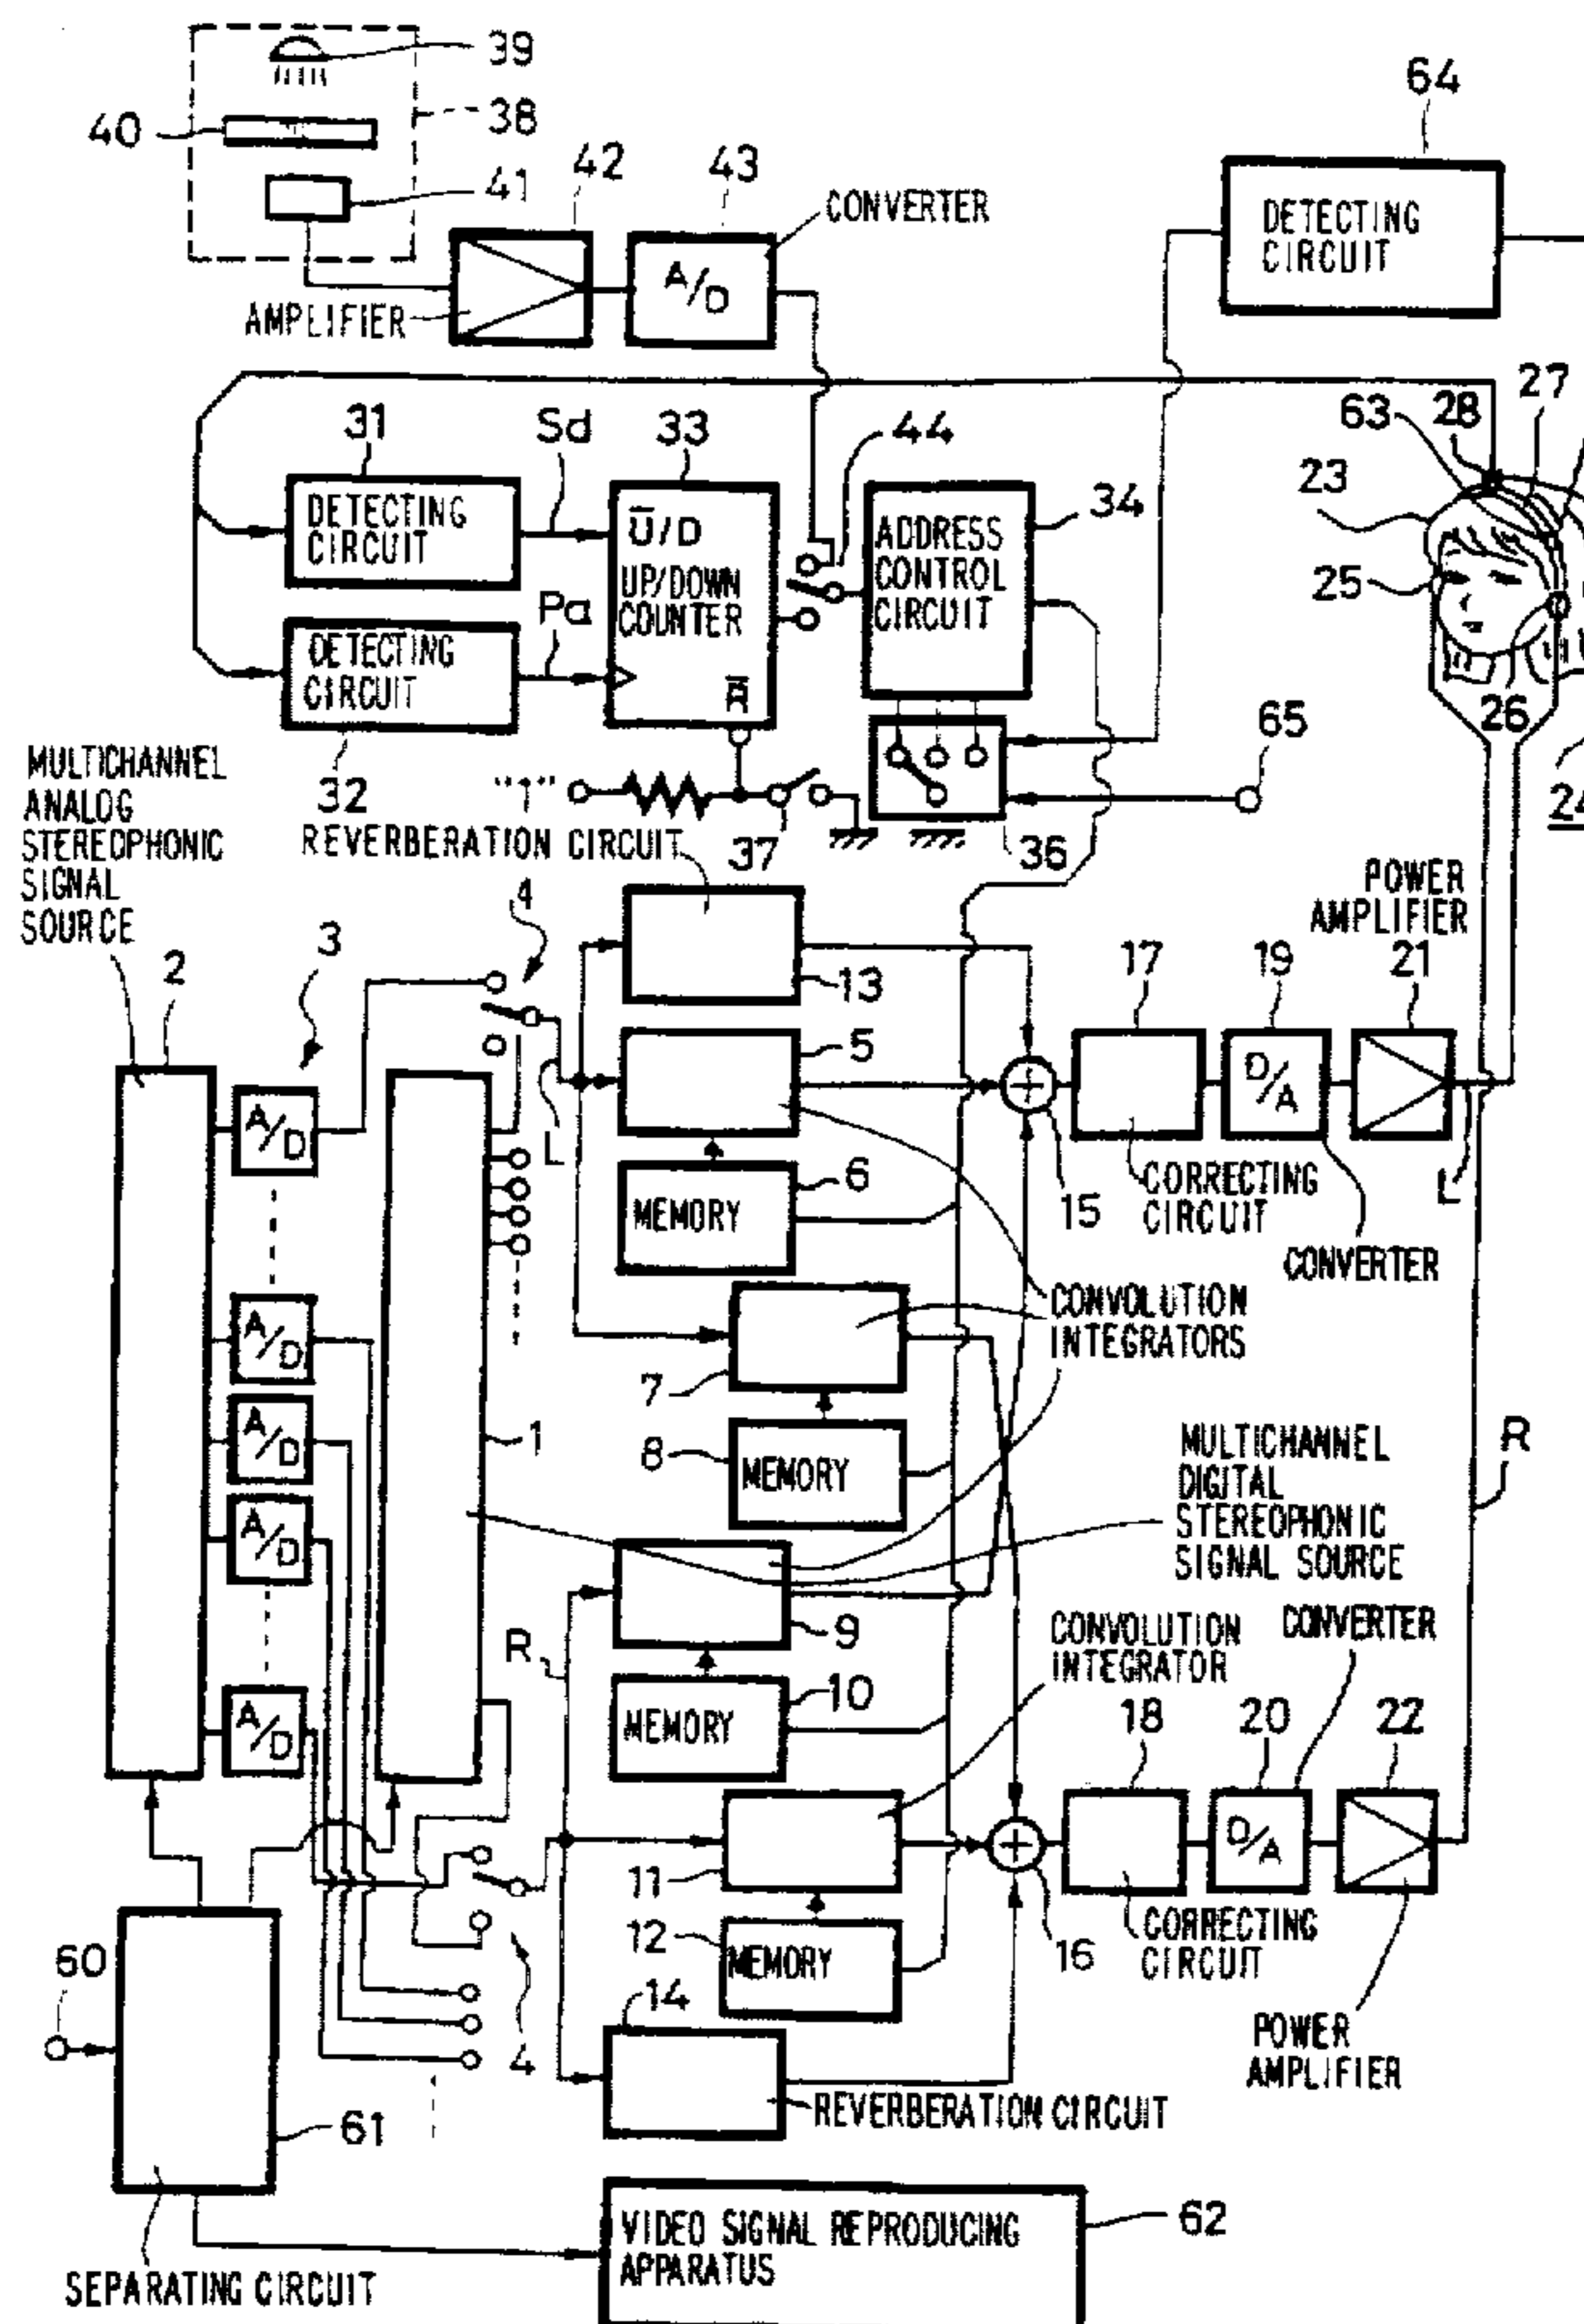 39
40
38
41
42
43
CONVERTER
A/D
AMPLIFIER
64
DETECTING
CIRCUIT
31
Sd
33
44
DETECTING
CIRCUIT
U̅/D
UP/DOWN
COUNTER
R̅
ADDRESS
CONTROL
CIRCUIT
34
63
28
27
23
25
26
24
Pa
DETECTING
CIRCUIT
32
"1"
37
36
65
MULTICHANNEL
ANALOG
STEREOPHONIC
SIGNAL
SOURCE
REVERBERATION CIRCUIT
2
3
4
13
5
L
6
MEMORY
POWER
AMPLIFIER
17
19
21
D/A
15
CORRECTING
CIRCUIT
CONVERTER
L
A/D
A/D
A/D
A/D
A/D
1
7
CONVOLUTION
INTEGRATORS
8
MEMORY
MULTICHANNEL
DIGITAL
STEREOPHONIC
SIGNAL SOURCE
R
9
R
10
MEMORY
CONVOLUTION
INTEGRATOR
CONVERTER
18
20
22
D/A
11
12
MEMORY
16
CORRECTING
CIRCUIT
POWER
AMPLIFIER
60
61
4
14
REVERBERATION CIRCUIT
VIDEO SIGNAL REPRODUCING
APPARATUS
62
SEPARATING CIRCUIT